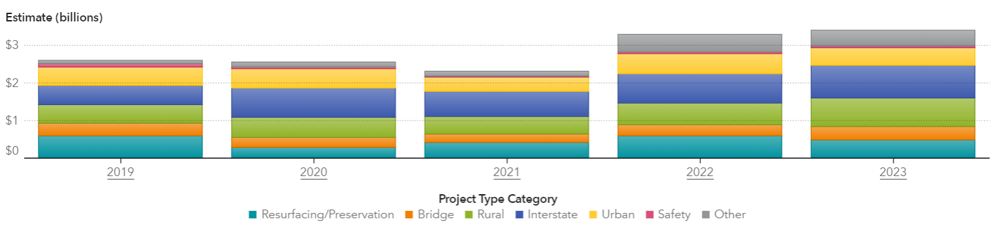 Estimate (billions)
$3
$2
$1
$0
2019 2020 2021 2022 2023
Project Type Category
Resurfacing/Preservation Bridge Rural Interstate Urban Safety Other